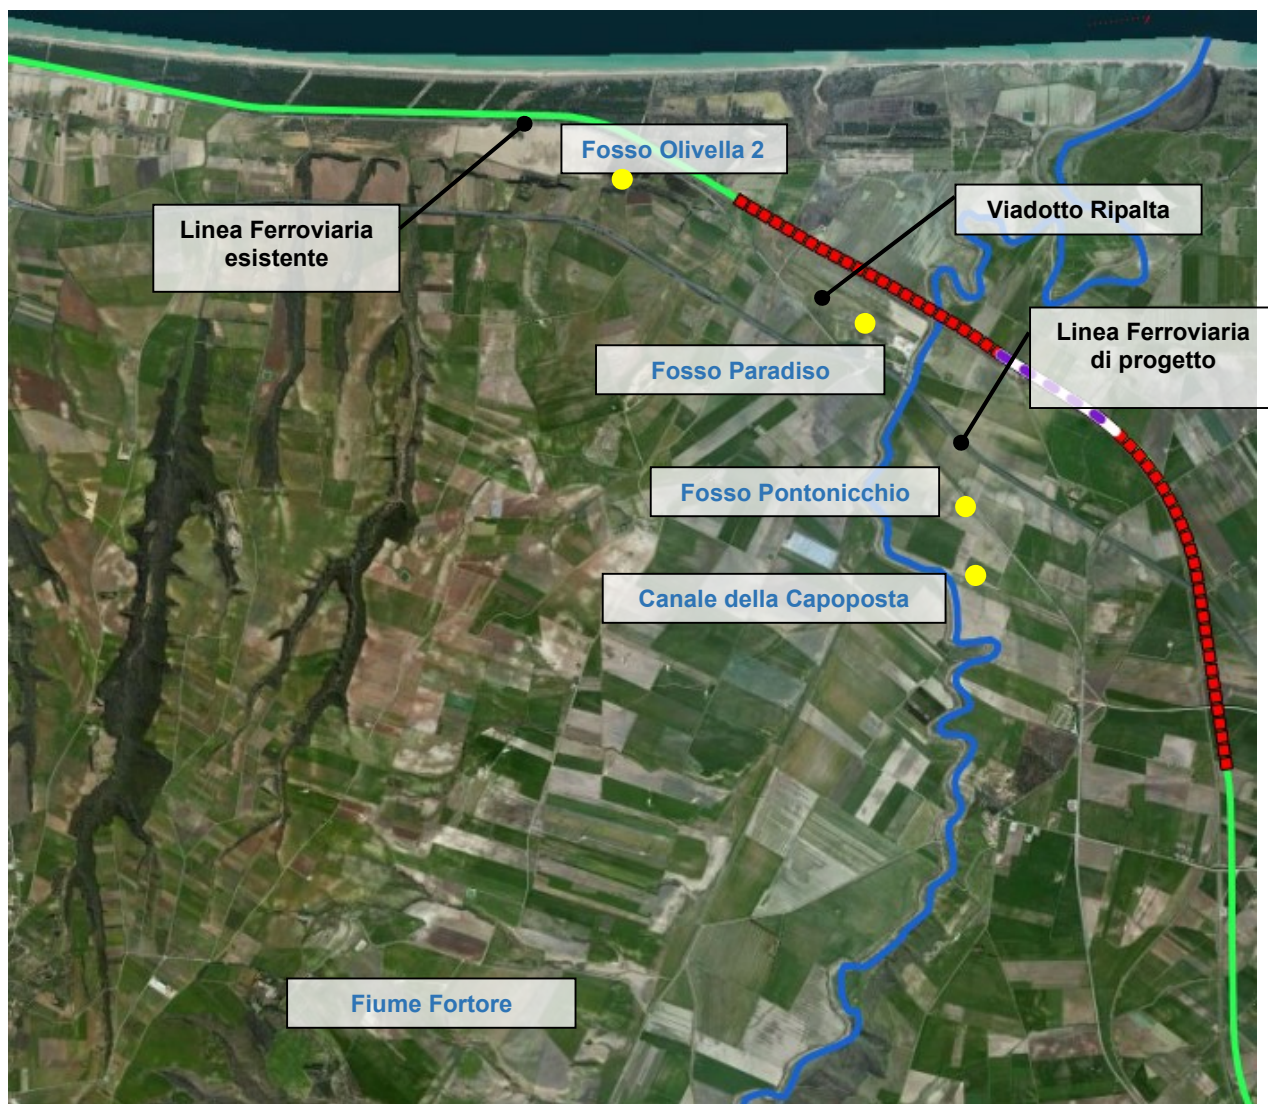 Fosso Olivella 2
Viadotto Ripalta
Linea Ferroviaria
esistente
Linea Ferroviaria
di progetto
Fosso Paradiso
Fosso Pontonicchio
Canale della Capoposta
Fiume Fortore